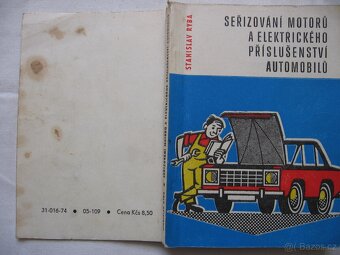 STANISLAV RYBA
SEŘIZOVÁNÍ MOTORŮ
A ELEKTRICKÉHO
PŘÍSLUŠENSTVÍ
AUTOMOBILŮ
31-016-74 • 05-109 • Cena Kčs 8,50
bazos.cz